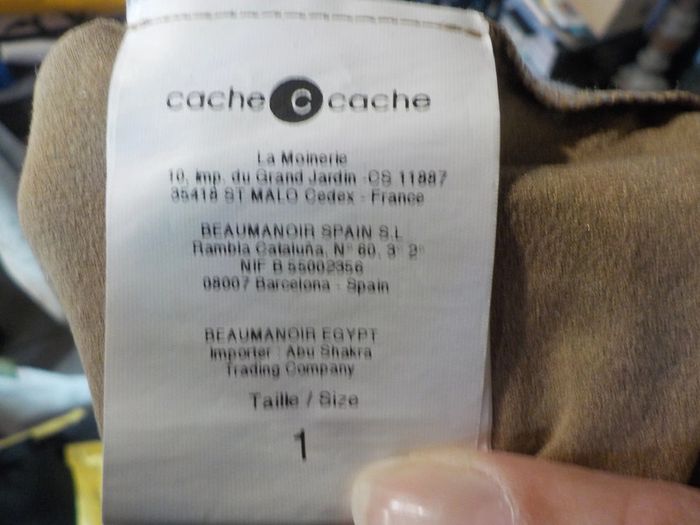 cache C cache
La Moinerie
10, Imp. du Grand Jardin - CS 11887
35418 ST MALO Cedex - France
BEAUMANOIR SPAIN S.L
Rambla Cataluña, N° 60, 3° 2°
NIF B 55002356
08007 Barcelona - Spain
BEAUMANOIR EGYPT
Importer : Abu Shakra
Trading Company
Taille / Size
1